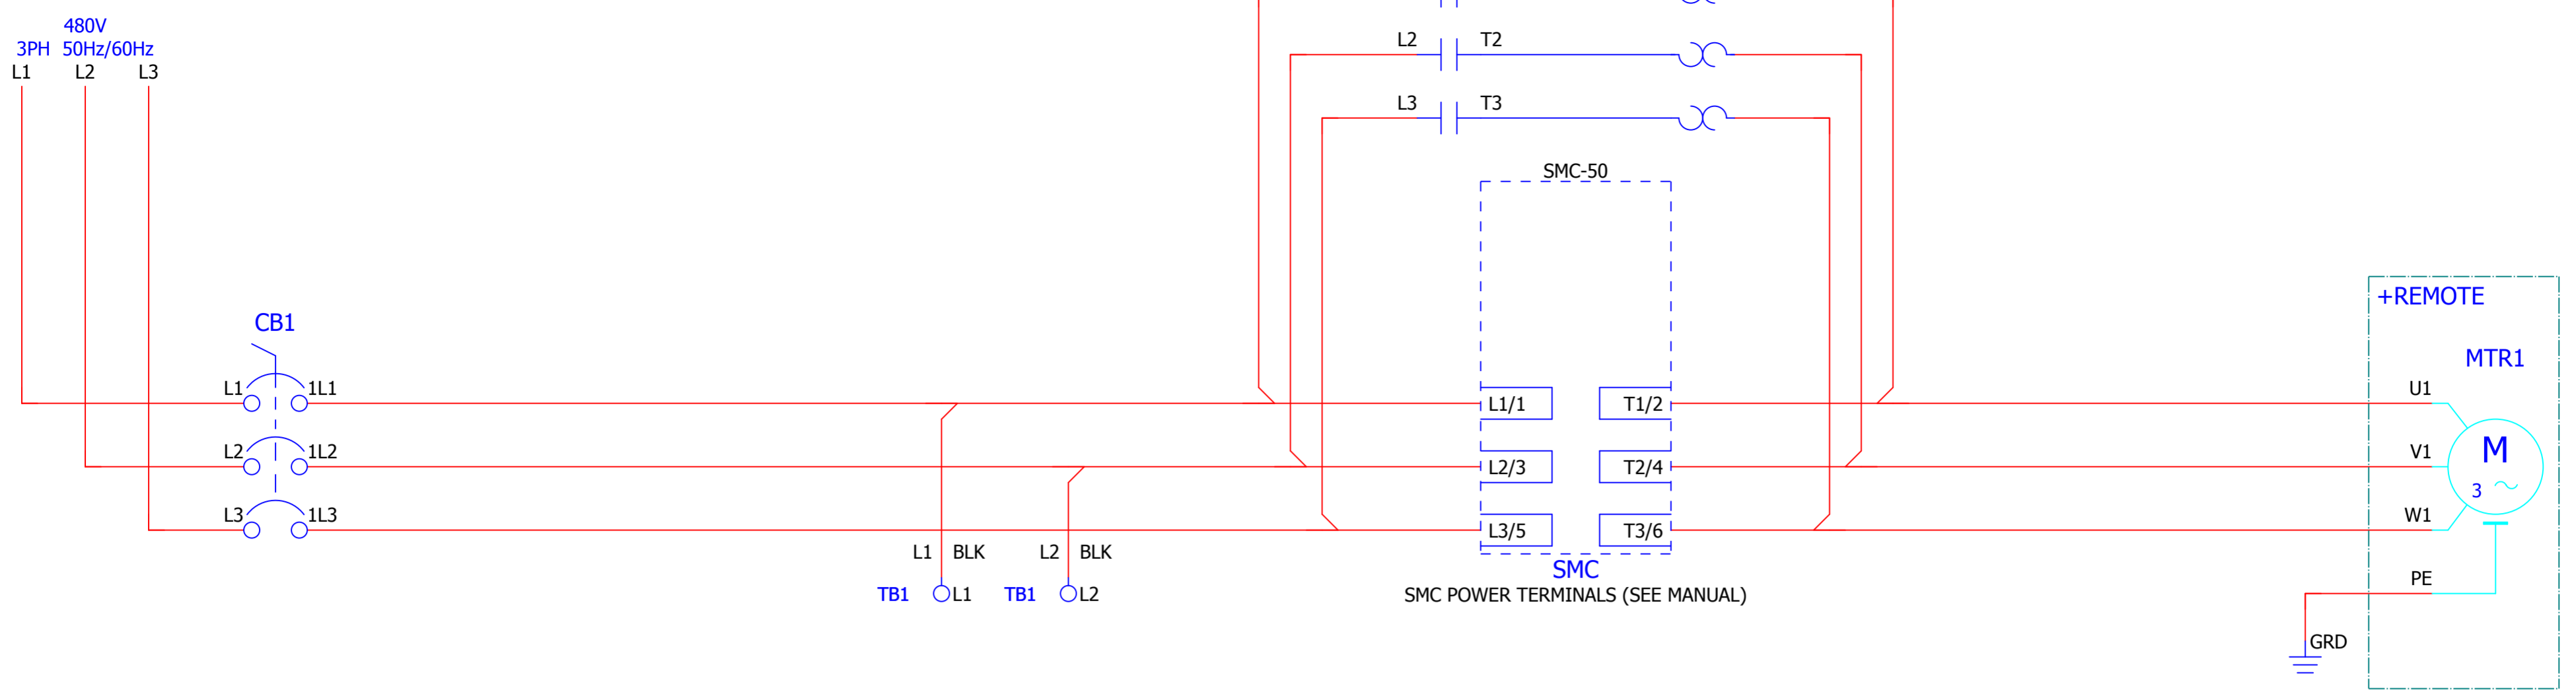 480V
3PH 50Hz/60Hz
L1 L2 L3
L2 T2
L3 T3
SMC-50
+REMOTE
CB1
MTR1
L1 1L1
U1
L1/1 T1/2
L2 1L2
V1
M
3
L2/3 T2/4
L3 1L3
W1
L3/5 T3/6
L1 BLK L2 BLK
SMC
PE
TB1 L1 TB1 L2
SMC POWER TERMINALS (SEE MANUAL)
GRD